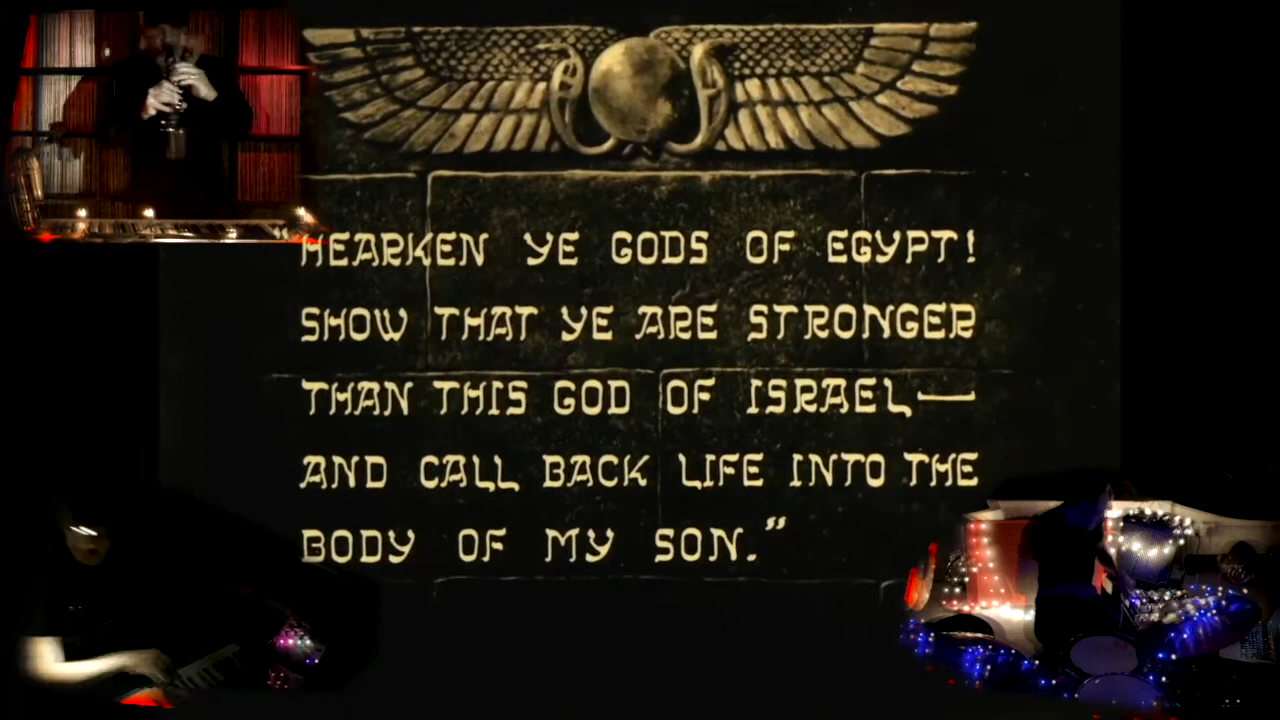 "HEARKEN YE GODS OF EGYPT!
SHOW THAT YE ARE STRONGER
THAN THIS GOD OF ISRAEL—
AND CALL BACK LIFE INTO THE
BODY OF MY SON."